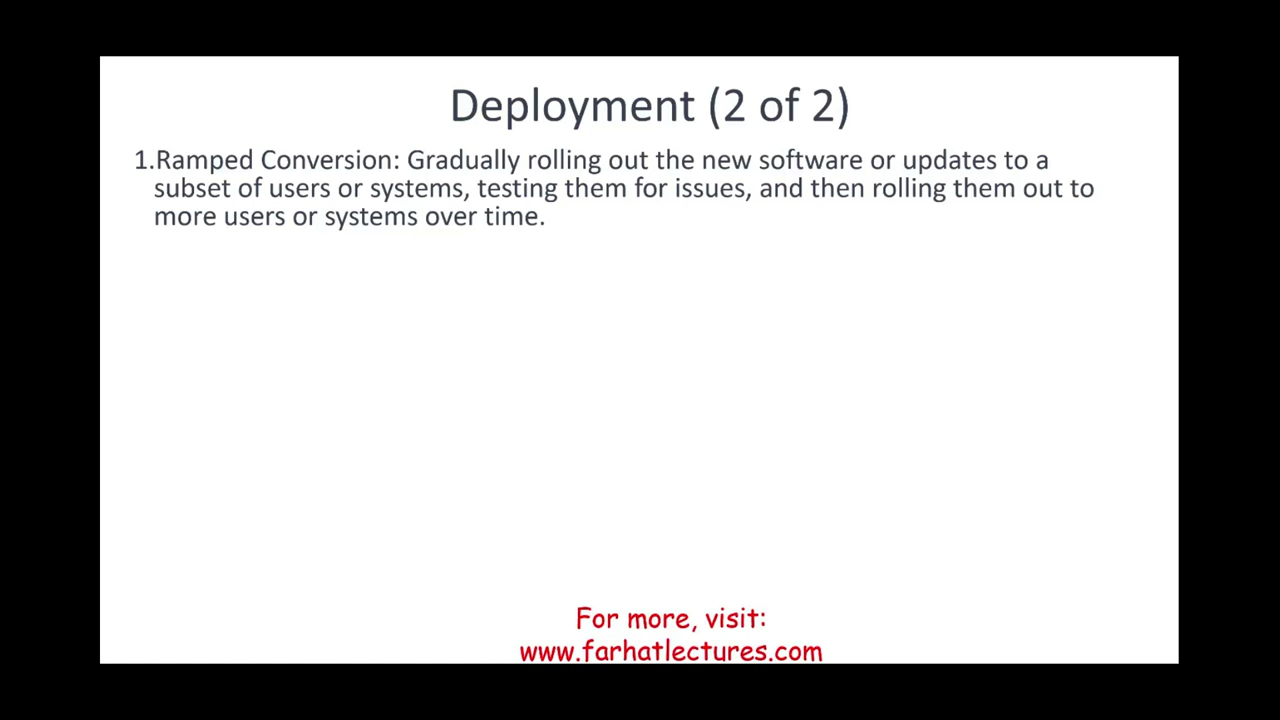 Deployment (2 of 2)
1.Ramped Conversion: Gradually rolling out the new software or updates to a
subset of users or systems, testing them for issues, and then rolling them out to
more users or systems over time.
For more, visit:
www.farhatlectures.com